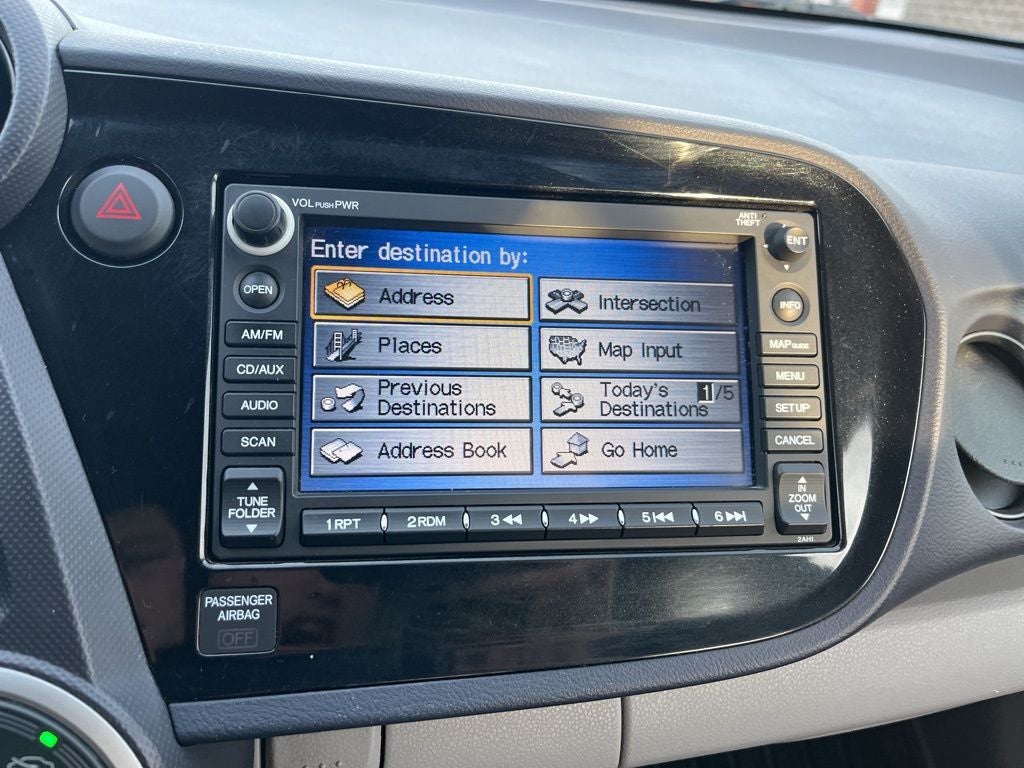 VOL PUSH PWR
ANTI
THEFT
ENT
OPEN
AM/FM
CD/AUX
AUDIO
SCAN
TUNE
FOLDER
Enter destination by:
Address
Intersection
Places
Map Input
Previous
Destinations
Today's 1/5
Destinations
Address Book
Go Home
INFO
MAP GUIDE
MENU
SETUP
CANCEL
IN
ZOOM
OUT
1RPT
2RDM
3◀◀
4▶▶
5I◀◀
6▶▶I
2AH1
PASSENGER
AIRBAG
OFF